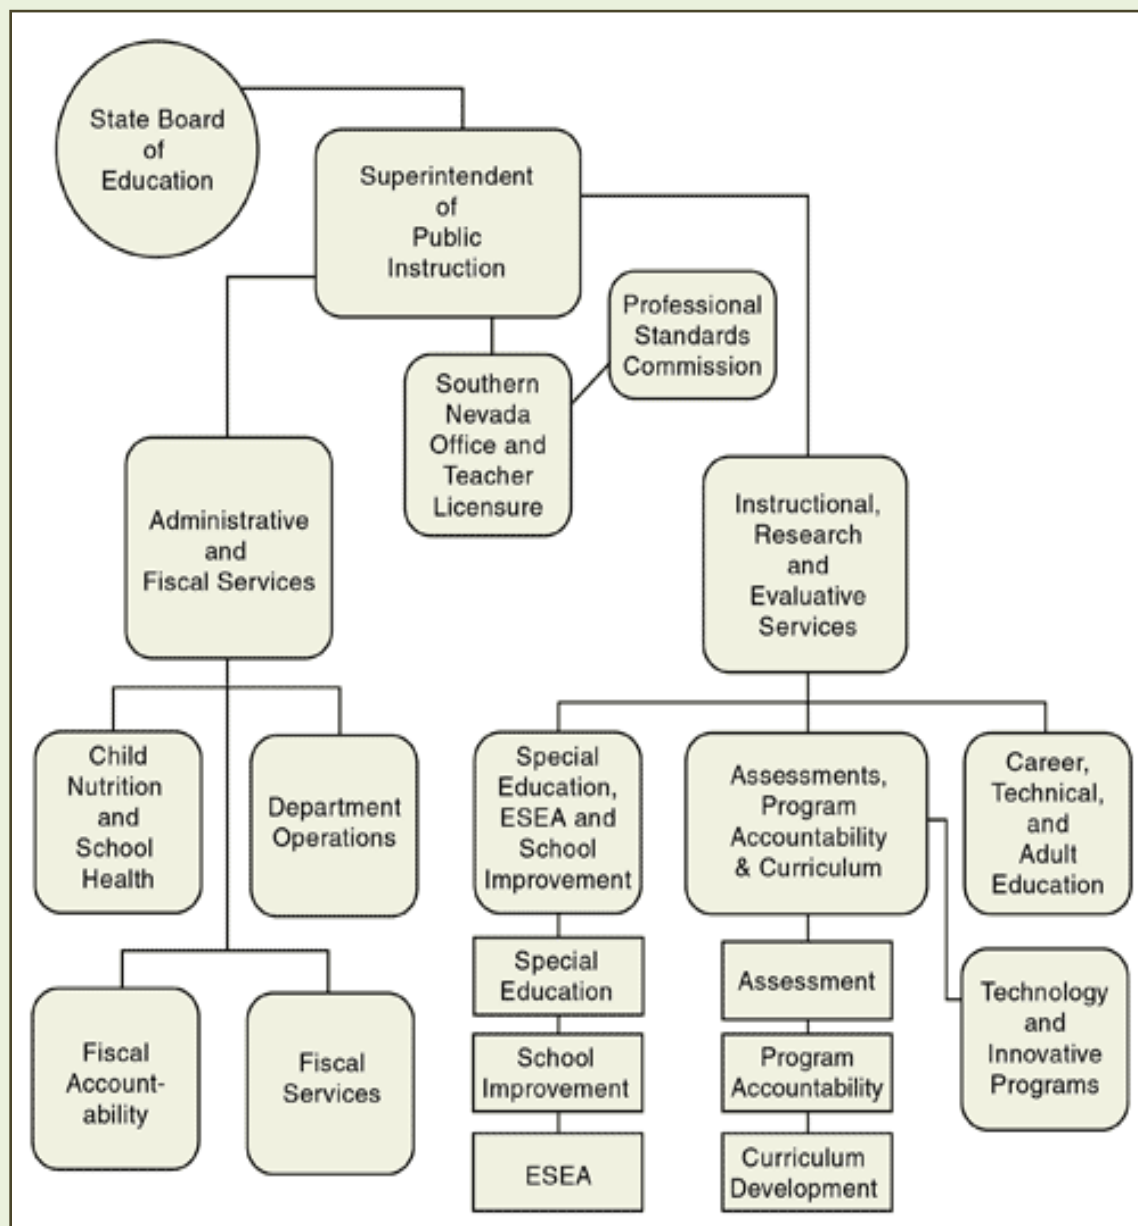 State Board
of
Education
Superintendent
of
Public
Instruction
Professional
Standards
Commission
Southern
Nevada
Office and
Teacher
Licensure
Administrative
and
Fiscal Services
Instructional,
Research
and
Evaluative
Services
Child
Nutrition
and
School
Health
Department
Operations
Special
Education,
ESEA and
School
Improvement
Assessments,
Program
Accountability
& Curriculum
Career,
Technical,
and
Adult
Education
Fiscal
Account-
ability
Fiscal
Services
Special
Education
School
Improvement
ESEA
Assessment
Program
Accountability
Curriculum
Development
Technology
and
Innovative
Programs